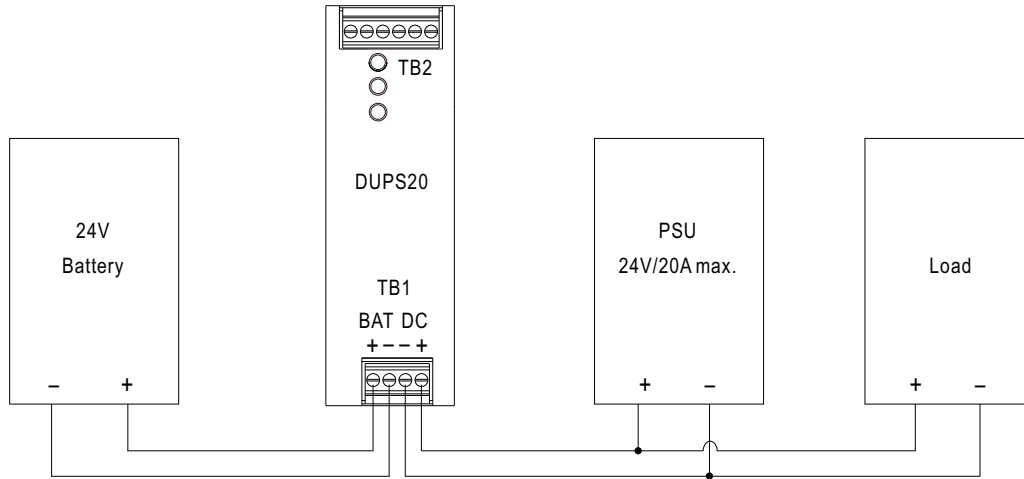 TB2
DUPS20
24V
Battery
PSU
24V/20A max.
Load
TB1
BAT DC
+ − − +
− +
+ −
+ −